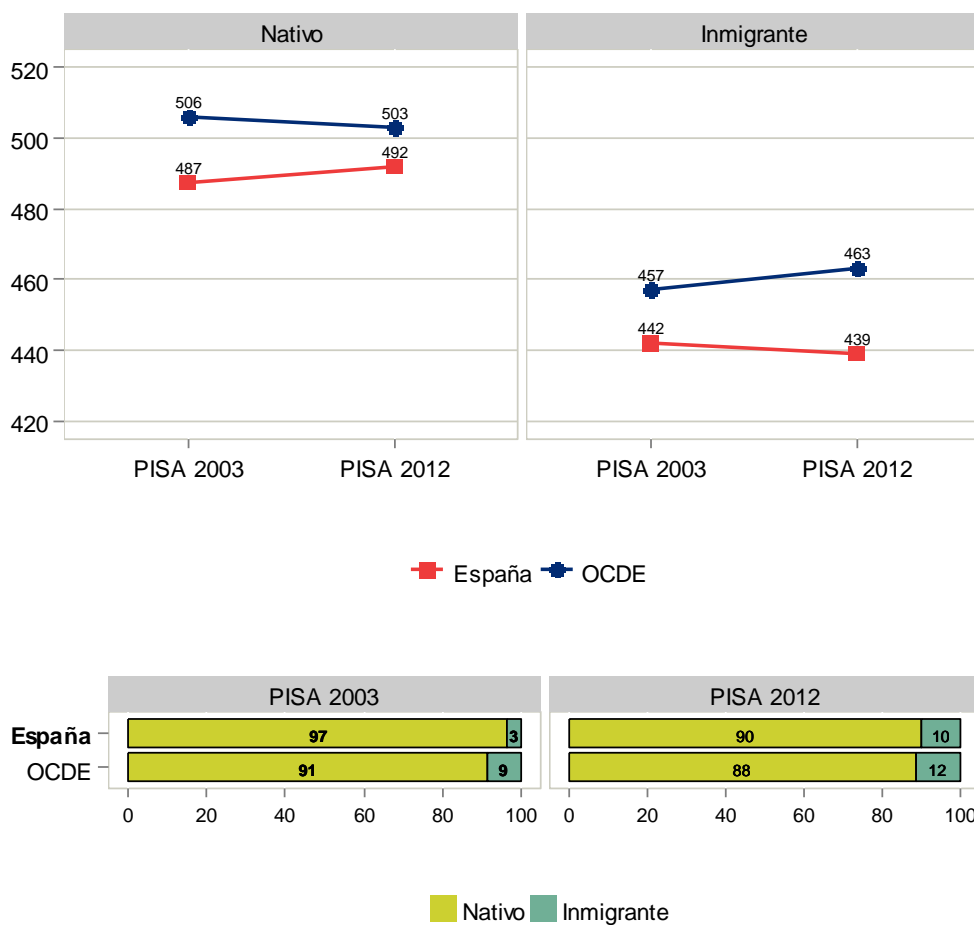 Nativo Inmigrante
520
506
503
500
492
487
480
463
460
457
442
439
440
420
PISA 2003 PISA 2012 PISA 2003 PISA 2012
España OCDE
PISA 2003 PISA 2012
España 97 3 90 10
OCDE 91 9 88 12
0 20 40 60 80 100 0 20 40 60 80 100
Nativo Inmigrante